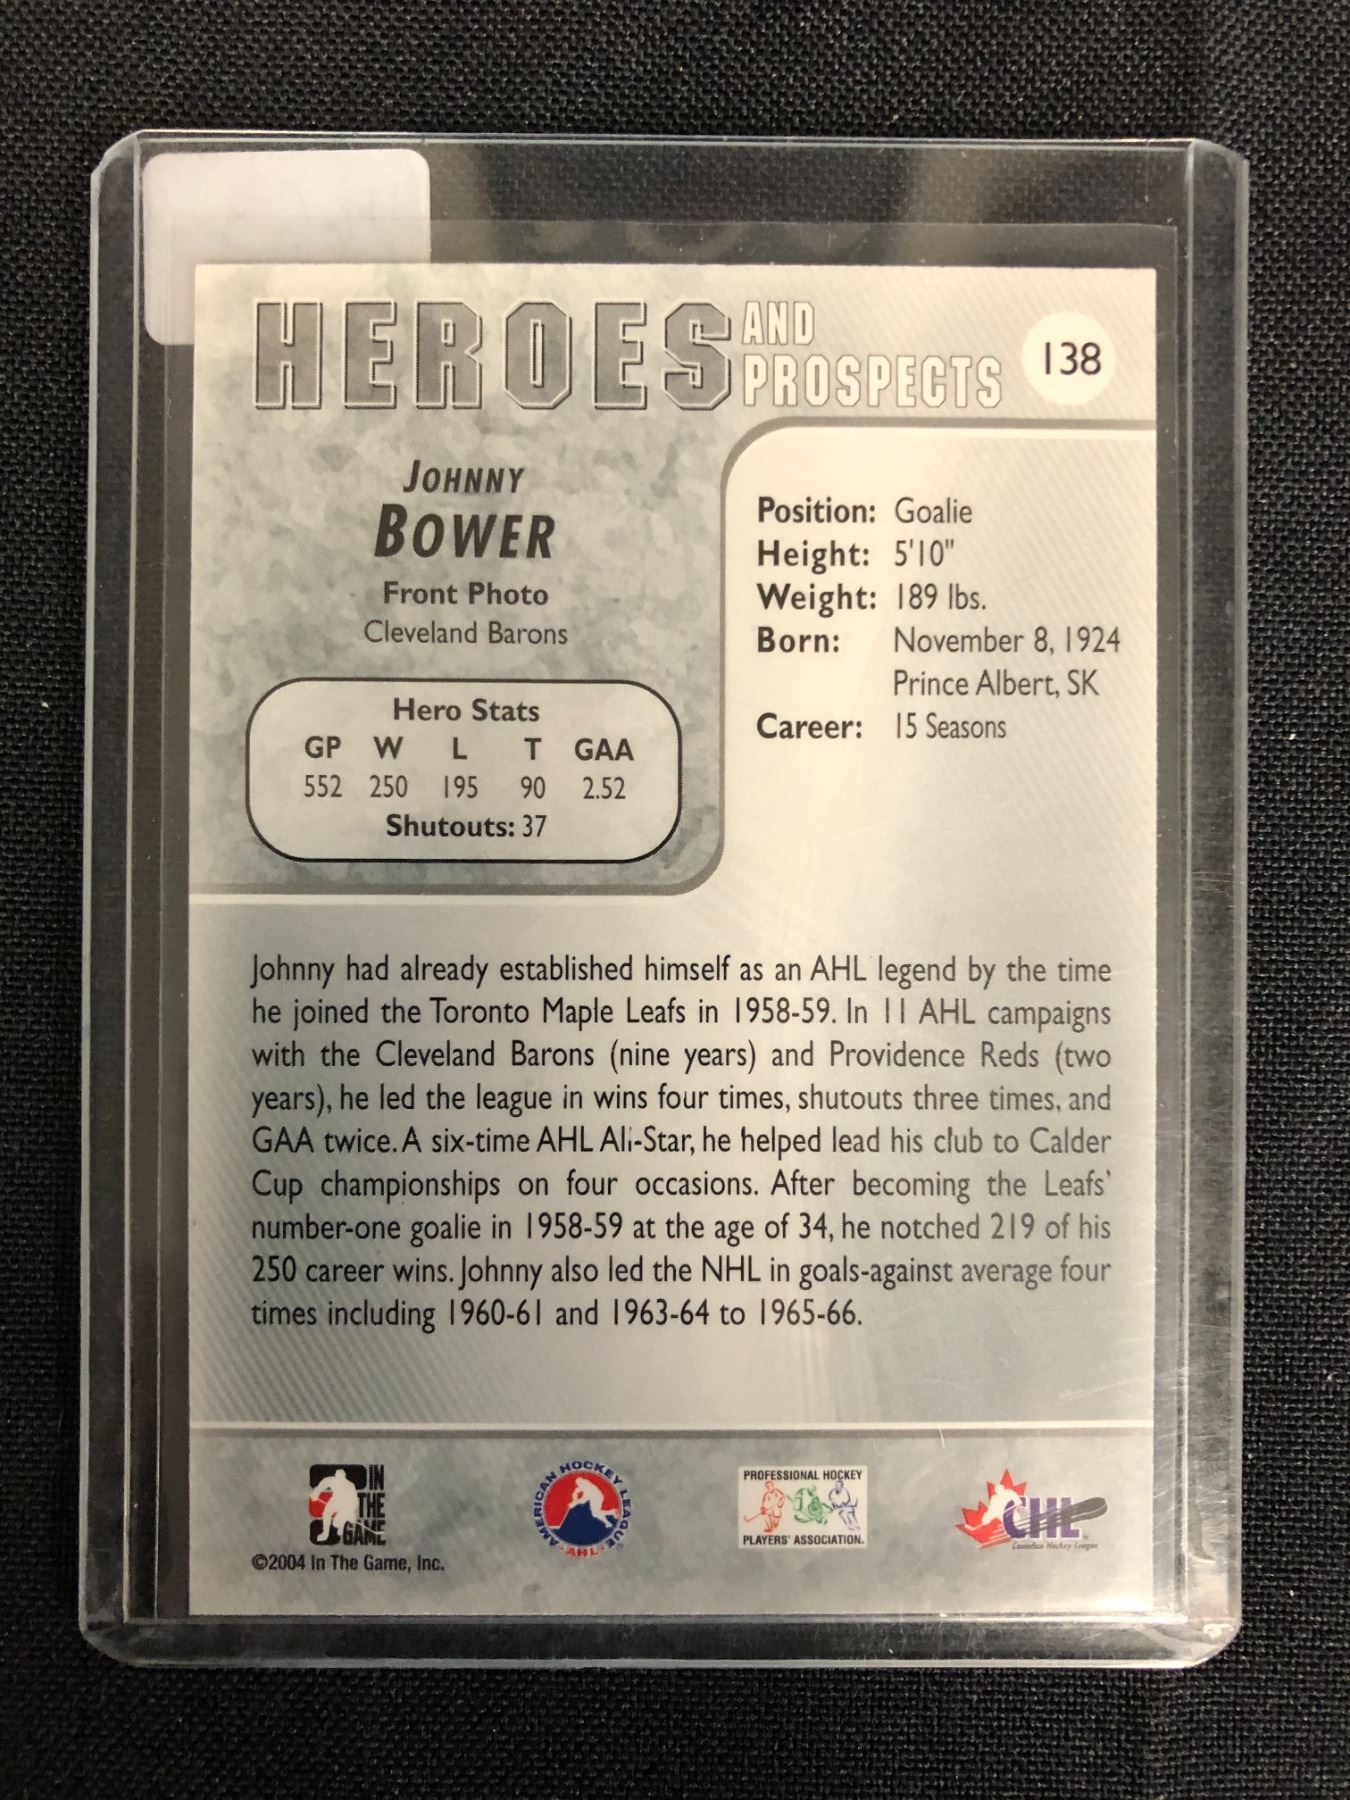 HEROES AND PROSPECTS
138
JOHNNY
BOWER
Front Photo
Cleveland Barons
Hero Stats
GP W L T GAA
552 250 195 90 2.52
Shutouts: 37
Position: Goalie
Height: 5'10"
Weight: 189 lbs.
Born: November 8, 1924
Prince Albert, SK
Career: 15 Seasons
Johnny had already established himself as an AHL legend by the time
he joined the Toronto Maple Leafs in 1958-59. In 11 AHL campaigns
with the Cleveland Barons (nine years) and Providence Reds (two
years), he led the league in wins four times, shutouts three times, and
GAA twice. A six-time AHL All-Star, he helped lead his club to Calder
Cup championships on four occasions. After becoming the Leafs'
number-one goalie in 1958-59 at the age of 34, he notched 219 of his
250 career wins. Johnny also led the NHL in goals-against average four
times including 1960-61 and 1963-64 to 1965-66.
IN
THE
GAME
©2004 In The Game, Inc.
AMERICAN HOCKEY LEAGUE
AHL
PROFESSIONAL HOCKEY
PLAYERS' ASSOCIATION.
CHL
Canadian Hockey League